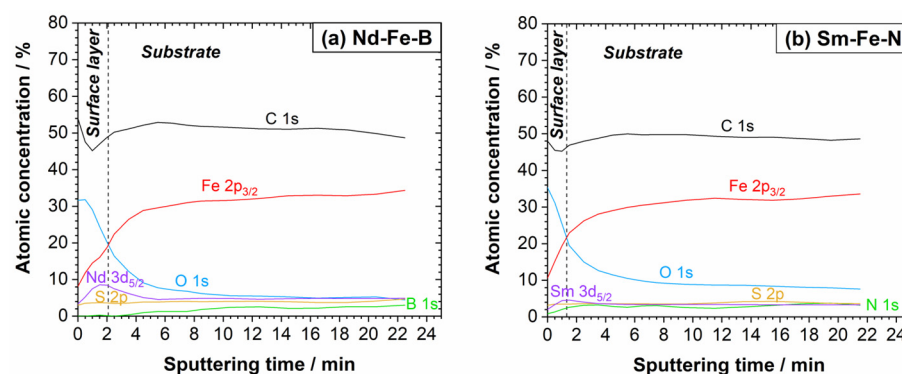 (a) Nd-Fe-B
Surface layer
Substrate
C 1s
Fe 2p3/2
Nd 3d5/2
O 1s
S 2p
B 1s
Atomic concentration / %
80
70
60
50
40
30
20
10
0
0 2 4 6 8 10 12 14 16 18 20 22 24
Sputtering time / min
(b) Sm-Fe-N
Surface layer
Substrate
C 1s
Fe 2p3/2
O 1s
Sm 3d5/2
S 2p
N 1s
Atomic concentration / %
80
70
60
50
40
30
20
10
0
0 2 4 6 8 10 12 14 16 18 20 22 24
Sputtering time / min